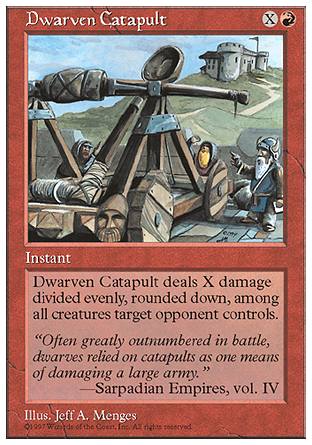 Dwarven Catapult X
Instant
Dwarven Catapult deals X damage
divided evenly, rounded down, among
all creatures target opponent controls.
“Often greatly outnumbered in battle,
dwarves relied on catapults as one means
of damaging a large army.”
—Sarpadian Empires, vol. IV
Illus. Jeff A. Menges
©1997 Wizards of the Coast, Inc. All rights reserved.